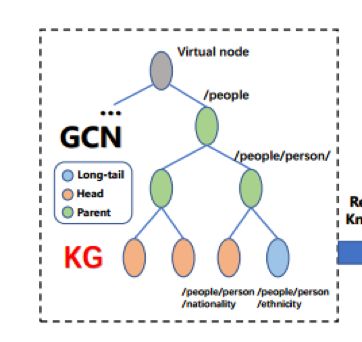 Virtual node
/people
...
GCN
/people/person/
Long-tail
Head
Parent
Re
Kn
KG
/people/person /people/person
/nationality /ethnicity